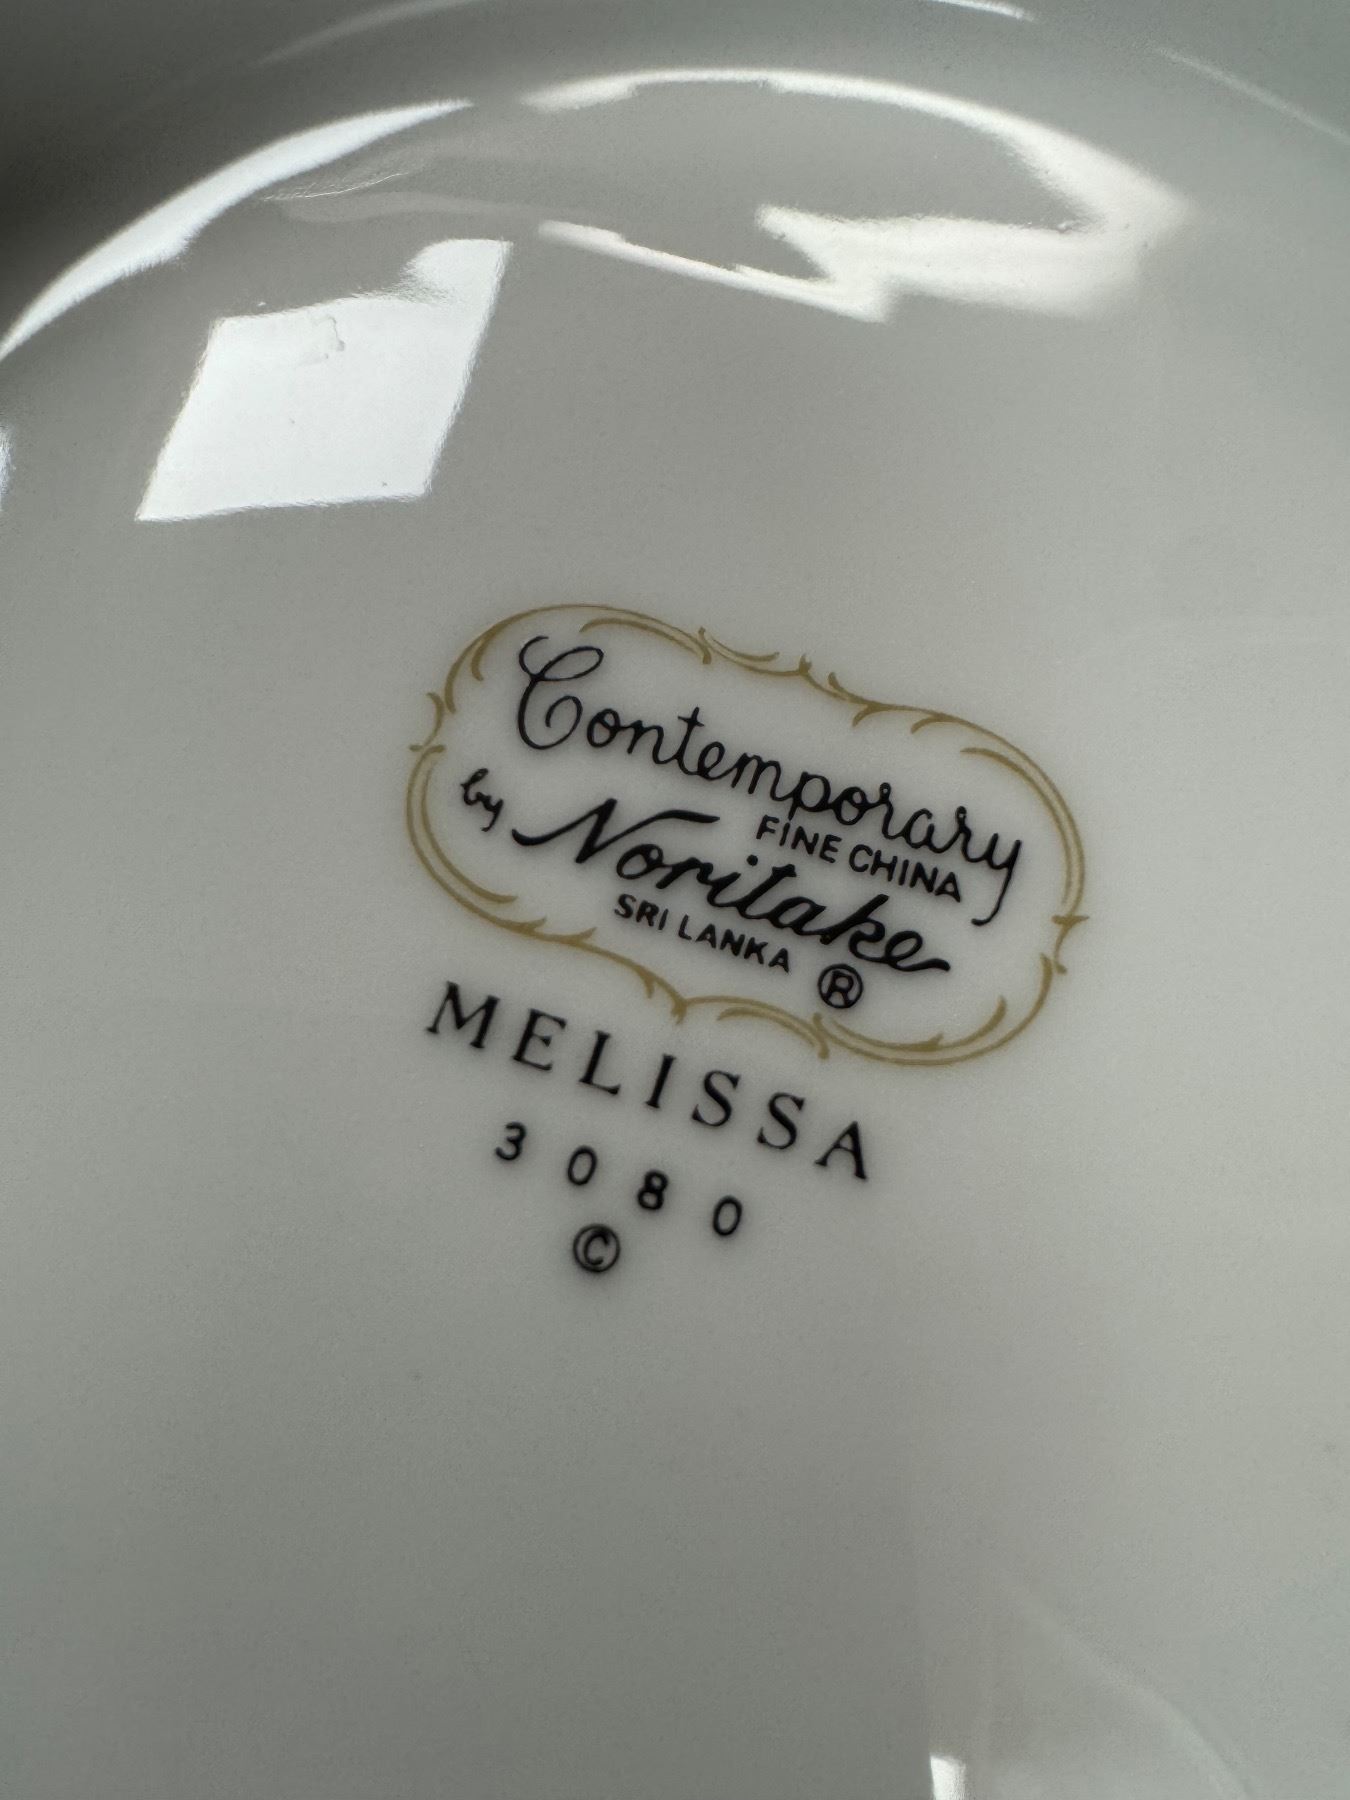 Contemporary
FINE CHINA
by Noritake
SRI LANKA ®
MELISSA
3080
©